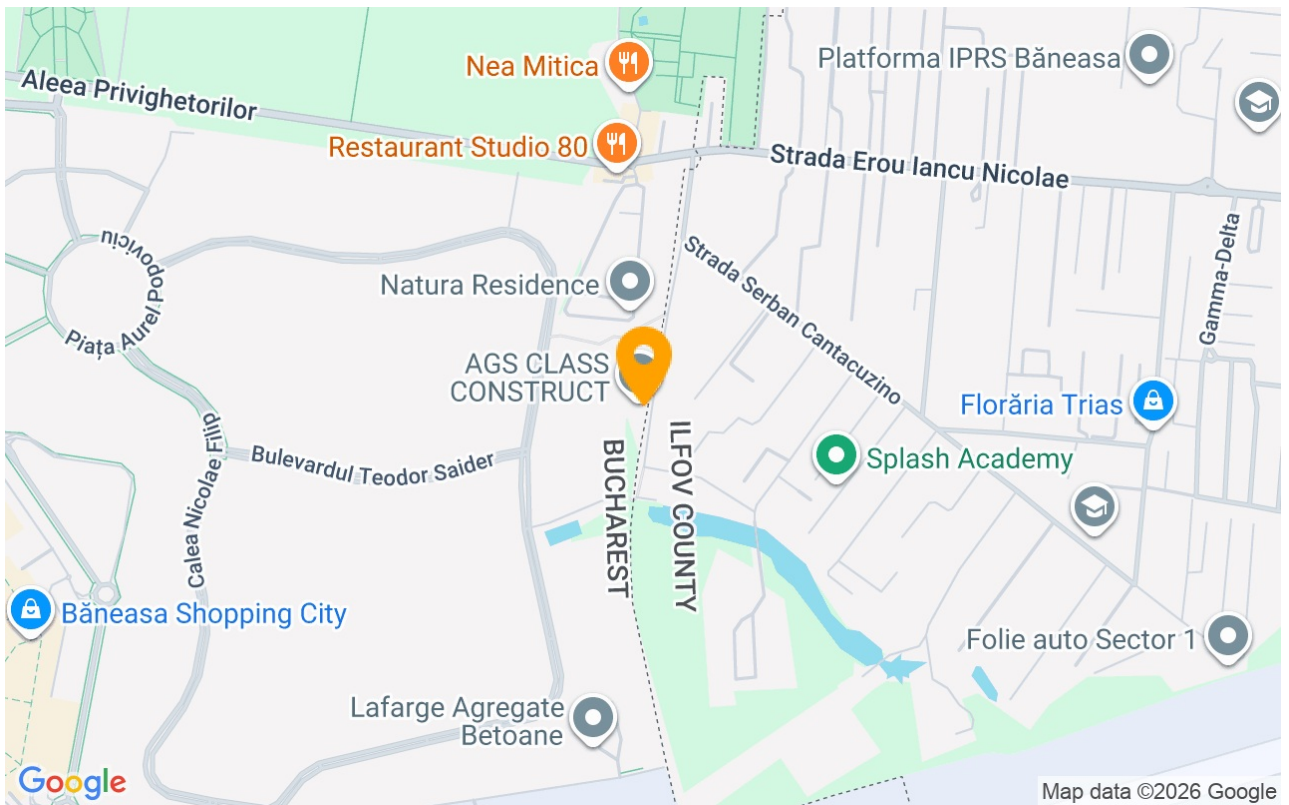 Nea Mitica
Platforma IPRS Băneasa
Aleea Privighetorilor
Restaurant Studio 80
Strada Erou Iancu Nicolae
Piața Aurel Popoviciu
Gamma-Delta
Natura Residence
Strada Serban Cantacuzino
AGS CLASS
CONSTRUCT
Florăria Trias
Calea Nicolae Filip
Bulevardul Teodor Saider
Splash Academy
BUCHAREST
ILFOV COUNTY
Băneasa Shopping City
Folie auto Sector 1
Lafarge Agregate
Betoane
Google
Map data ©2026 Google